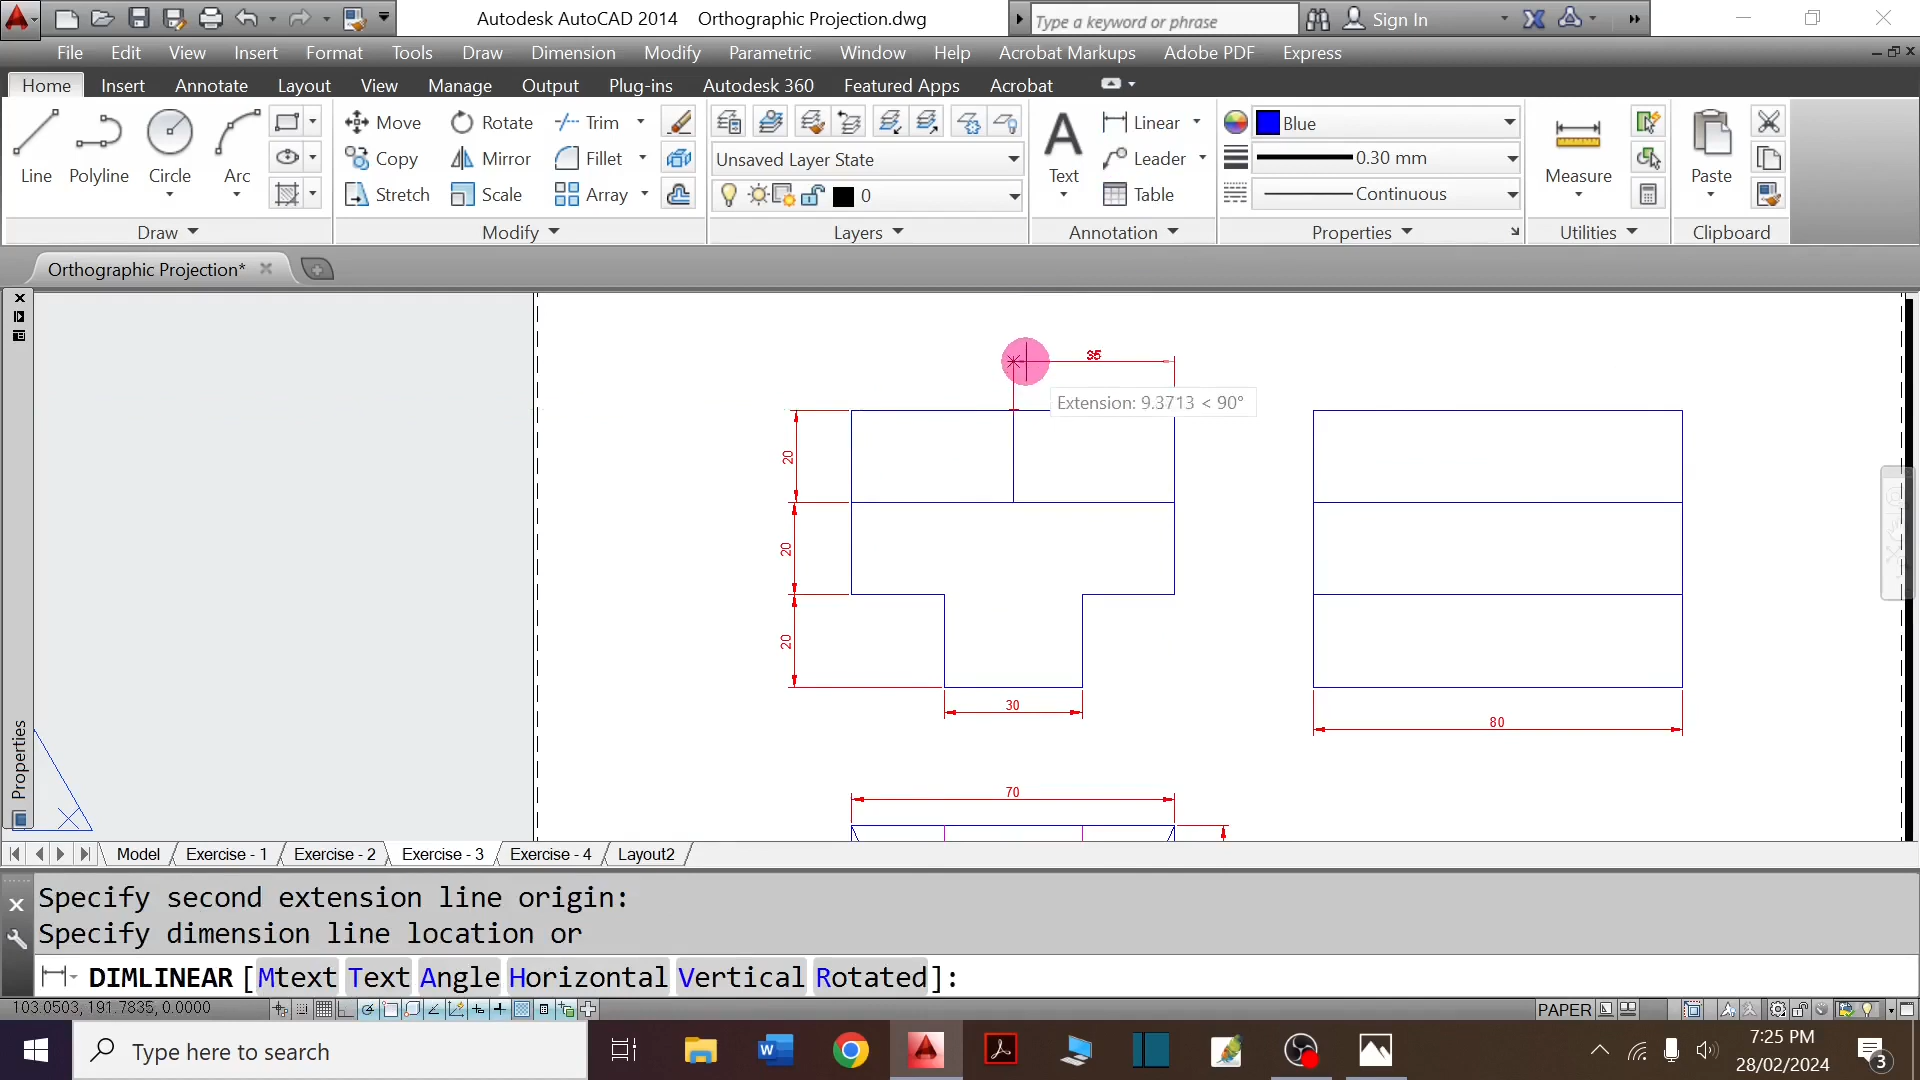 Autodesk AutoCAD 2014 Orthographic Projection.dwg
Type a keyword or phrase
Sign In
File Edit View Insert Format Tools Draw Dimension Modify Parametric Window Help Acrobat Markups Adobe PDF Express
Home Insert Annotate Layout View Manage Output Plug-ins Autodesk 360 Featured Apps Acrobat
Move Rotate Trim Linear Blue
Copy Mirror Fillet Unsaved Layer State Leader 0.30 mm
Line Polyline Circle Arc Text Measure Paste
Stretch Scale Array 0 Table Continuous
Draw Modify Layers Annotation Properties Utilities Clipboard
Orthographic Projection*
35
Extension: 9.3713 < 90°
20
20
20
30
80
70
Properties
Model Exercise - 1 Exercise - 2 Exercise - 3 Exercise - 4 Layout2
Specify second extension line origin:
Specify dimension line location or
DIMLINEAR [Mtext Text Angle Horizontal Vertical Rotated]:
103.0503, 191.7835, 0.0000
PAPER
Type here to search
7:25 PM
28/02/2024
3